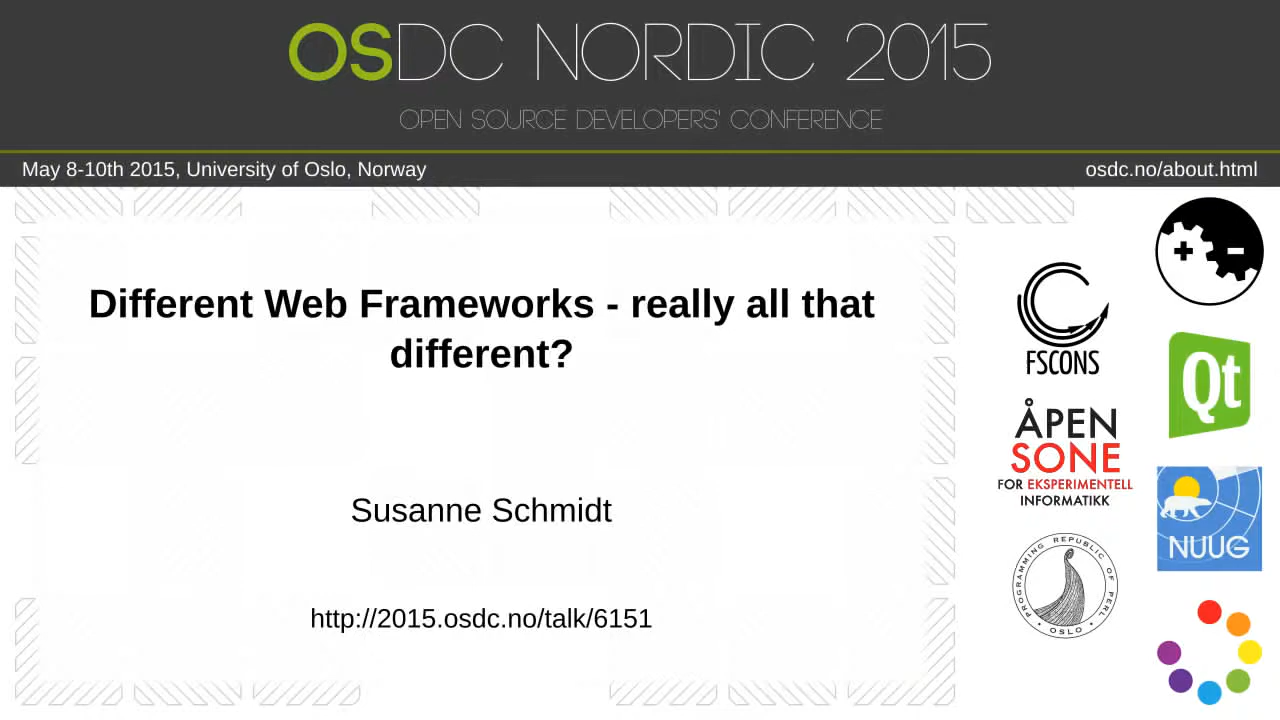 OSDC NORDIC 2015
OPEN SOURCE DEVELOPERS' CONFERENCE
May 8-10th 2015, University of Oslo, Norway
osdc.no/about.html
Different Web Frameworks - really all that
different?
Susanne Schmidt
http://2015.osdc.no/talk/6151
FSCONS
Qt
ÅPEN
SONE
FOR EKSPERIMENTELL
INFORMATIKK
NUUG
PROGRAMMING REPUBLIC OF PERL
• OSLO •